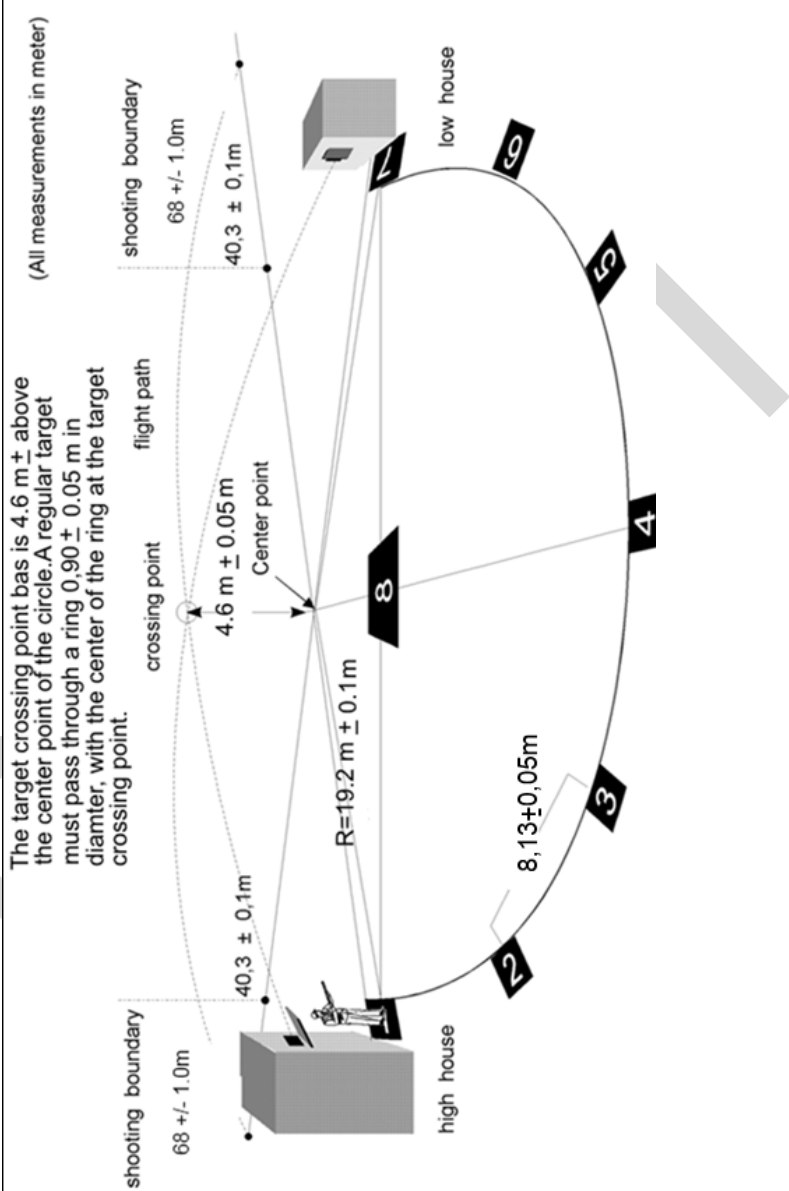 (All measurements in meter)
The target crossing point bas is 4.6 m± above
the center point of the circle.A regular target
must pass through a ring 0,90 ± 0.05 m in
diamter, with the center of the ring at the target
crossing point.
shooting boundary
68 +/- 1.0m
40,3 ± 0,1m
crossing point
flight path
shooting boundary
68 +/- 1.0m
40,3 ± 0,1m
4.6 m ± 0.05m
Center point
R=19.2 m ± 0.1m
high house
low house
8
7
6
5
4
3
2
1
8,13±0,05m